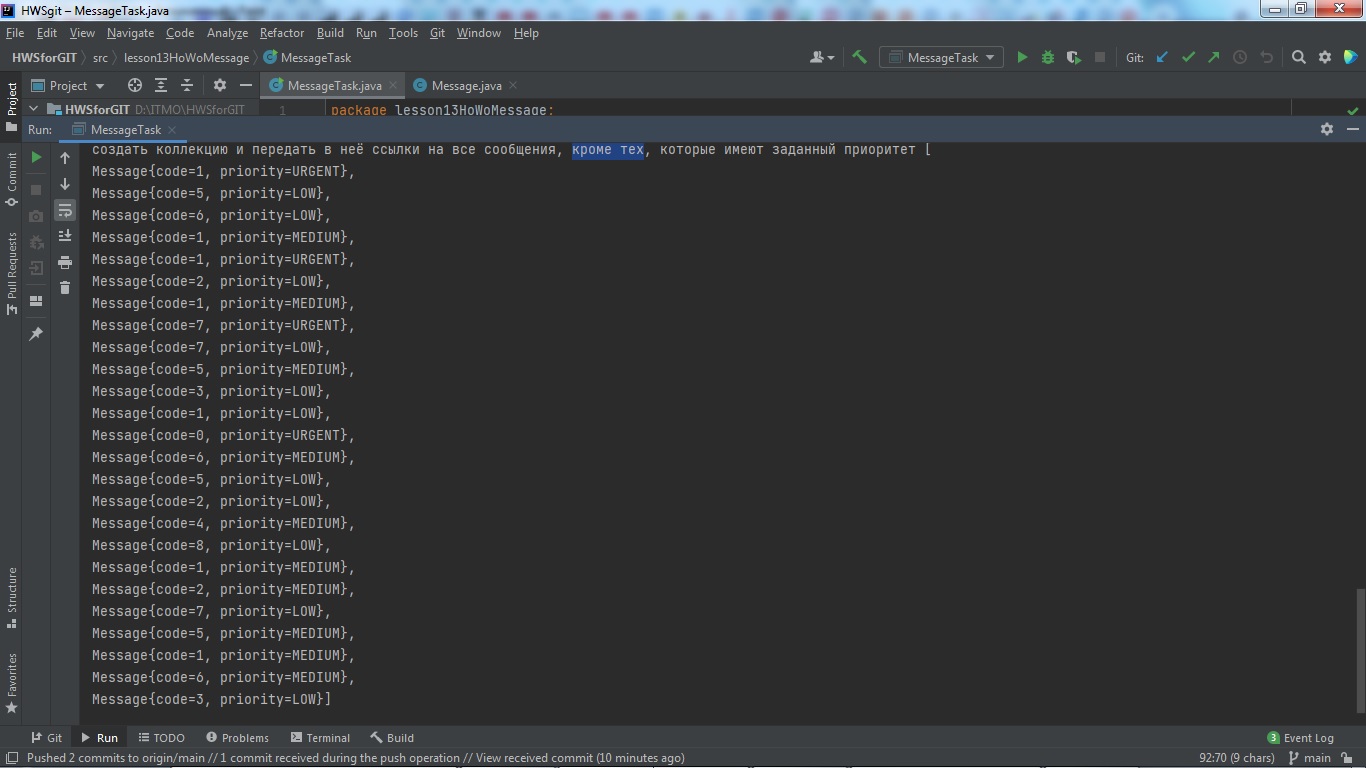 HWSgit – MessageTask.java
File Edit View Navigate Code Analyze Refactor Build Run Tools Git Window Help
HWSforGIT src lesson13HoWoMessage MessageTask MessageTask Git:
Project MessageTask.java Message.java
HWSforGIT D:\ITMO\HWSforGIT 1 package lesson13HoWoMessage;
Run: MessageTask
создать коллекцию и передать в неё ссылки на все сообщения, кроме тех, которые имеют заданный приоритет [
Message{code=1, priority=URGENT},
Message{code=5, priority=LOW},
Message{code=6, priority=LOW},
Message{code=1, priority=MEDIUM},
Message{code=1, priority=URGENT},
Message{code=2, priority=LOW},
Message{code=1, priority=MEDIUM},
Message{code=7, priority=URGENT},
Message{code=7, priority=LOW},
Message{code=5, priority=MEDIUM},
Message{code=3, priority=LOW},
Message{code=1, priority=LOW},
Message{code=0, priority=URGENT},
Message{code=6, priority=MEDIUM},
Message{code=5, priority=LOW},
Message{code=2, priority=LOW},
Message{code=4, priority=MEDIUM},
Message{code=8, priority=LOW},
Message{code=1, priority=MEDIUM},
Message{code=2, priority=MEDIUM},
Message{code=7, priority=LOW},
Message{code=5, priority=MEDIUM},
Message{code=1, priority=MEDIUM},
Message{code=6, priority=MEDIUM},
Message{code=3, priority=LOW}]
Project
Commit
Pull Requests
Structure
Favorites
Git Run TODO Problems Terminal Build 3 Event Log
Pushed 2 commits to origin/main // 1 commit received during the push operation // View received commit (10 minutes ago) 92:70 (9 chars) main